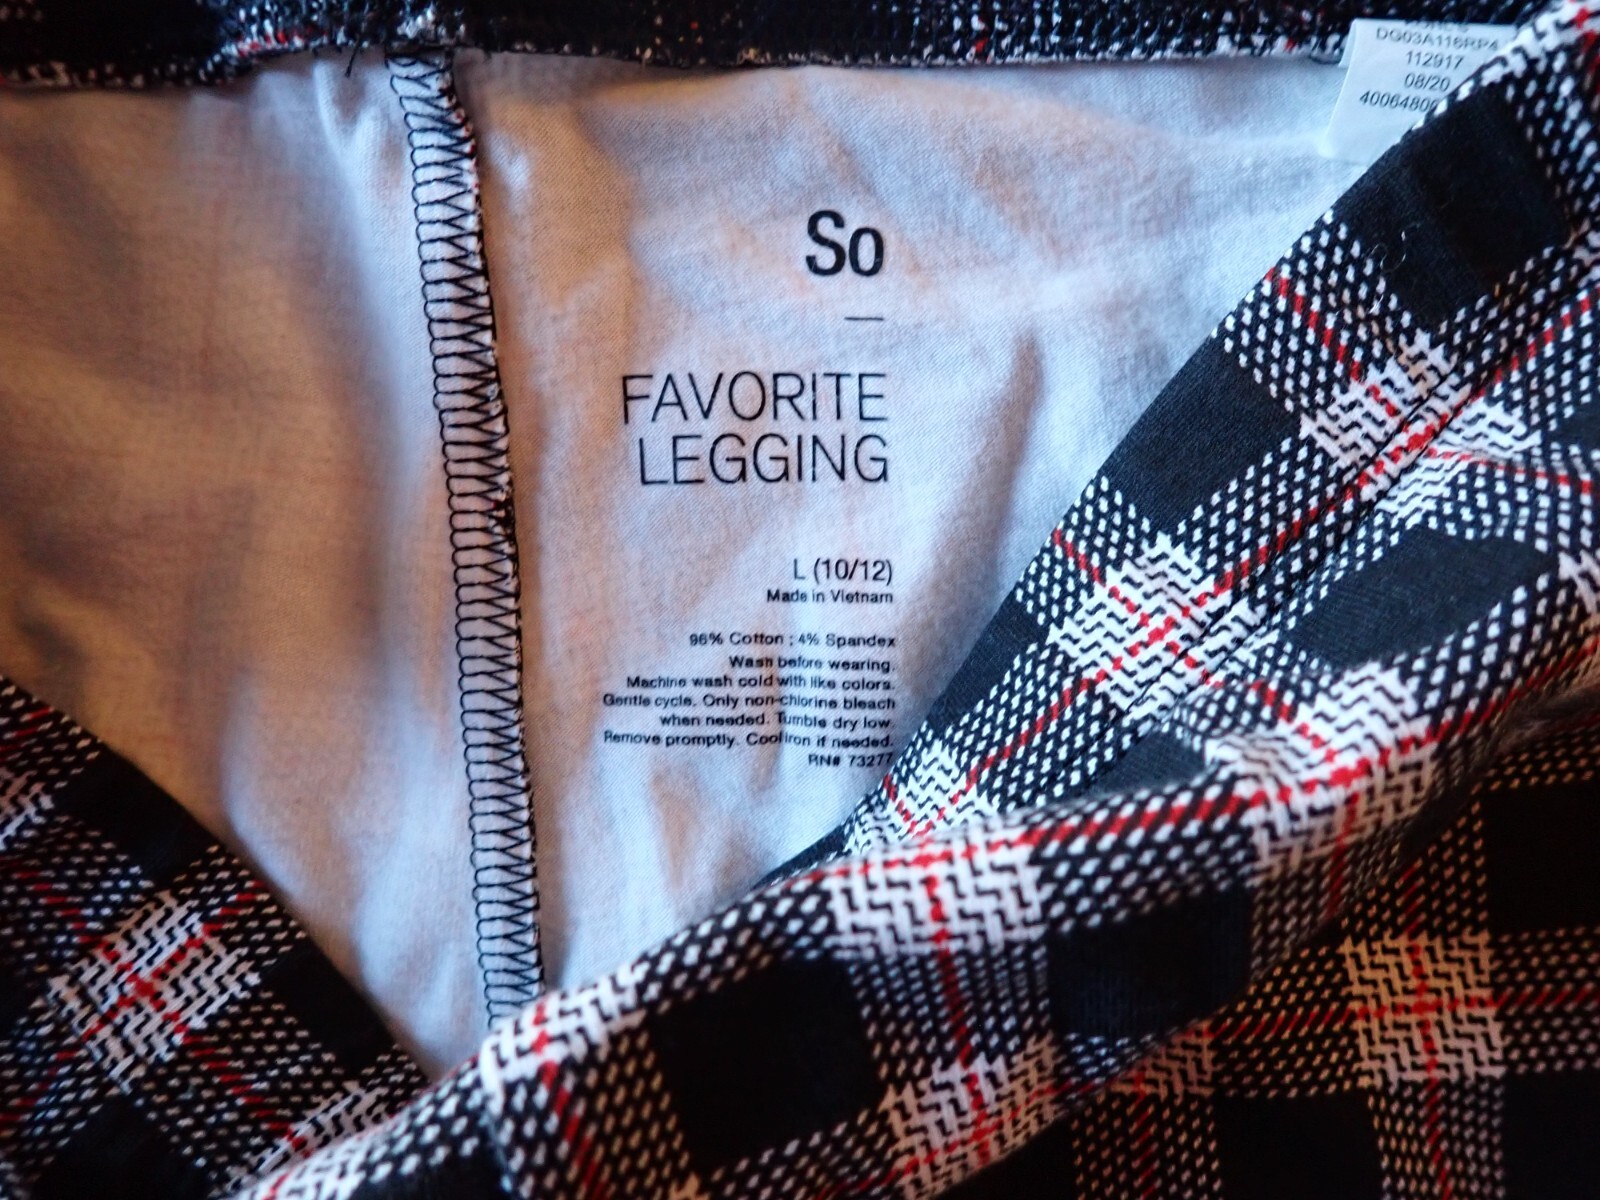 So
FAVORITE
LEGGING
L (10/12)
Made in Vietnam
96% Cotton ; 4% Spandex
Wash before wearing.
Machine wash cold with like colors.
Gentle cycle. Only non-chlorine bleach
when needed. Tumble dry low.
Remove promptly. Cool iron if needed.
RN# 73277
DG03A116RP4
112917
08/20